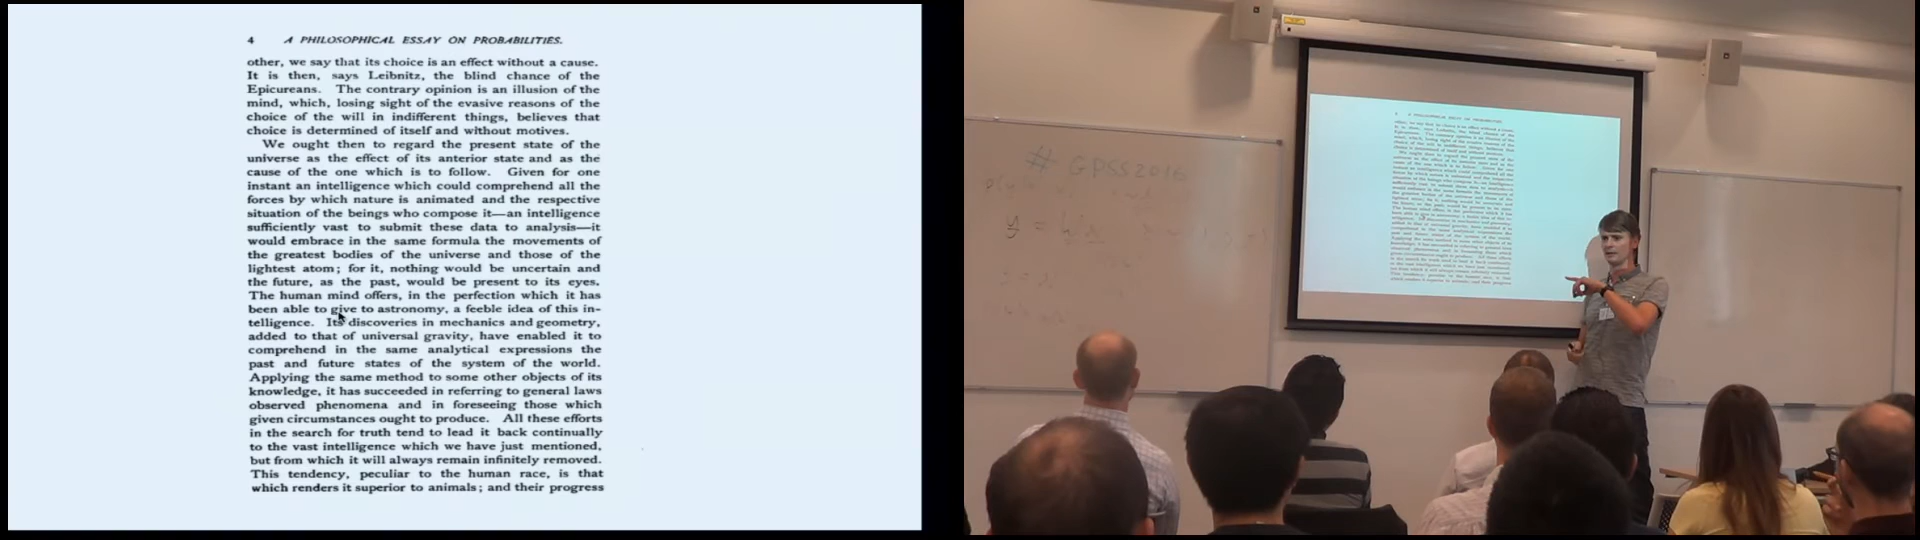 4 A PHILOSOPHICAL ESSAY ON PROBABILITIES.
other, we say that its choice is an effect without a cause.
It is then, says Leibnitz, the blind chance of the
Epicureans. The contrary opinion is an illusion of the
mind, which, losing sight of the evasive reasons of the
choice of the will in indifferent things, believes that
choice is determined of itself and without motives.
We ought then to regard the present state of the
universe as the effect of its anterior state and as the
cause of the one which is to follow. Given for one
instant an intelligence which could comprehend all the
forces by which nature is animated and the respective
situation of the beings who compose it—an intelligence
sufficiently vast to submit these data to analysis—it
would embrace in the same formula the movements of
the greatest bodies of the universe and those of the
lightest atom; for it, nothing would be uncertain and
the future, as the past, would be present to its eyes.
The human mind offers, in the perfection which it has
been able to give to astronomy, a feeble idea of this in-
telligence. Its discoveries in mechanics and geometry,
added to that of universal gravity, have enabled it to
comprehend in the same analytical expressions the
past and future states of the system of the world.
Applying the same method to some other objects of its
knowledge, it has succeeded in referring to general laws
observed phenomena and in foreseeing those which
given circumstances ought to produce. All these efforts
in the search for truth tend to lead it back continually
to the vast intelligence which we have just mentioned,
but from which it will always remain infinitely removed.
This tendency, peculiar to the human race, is that
which renders it superior to animals; and their progress
# GPSS2016